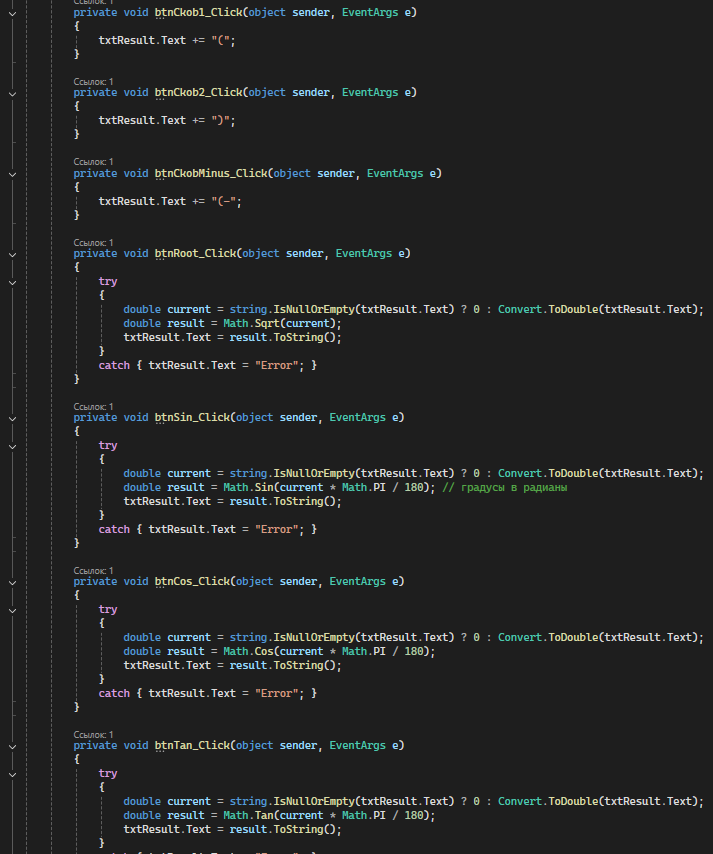 Ссылок: 1
private void btnCkob1_Click(object sender, EventArgs e)
{
txtResult.Text += "(";
}
Ссылок: 1
private void btnCkob2_Click(object sender, EventArgs e)
{
txtResult.Text += ")";
}
Ссылок: 1
private void btnCkobMinus_Click(object sender, EventArgs e)
{
txtResult.Text += "(-";
}
Ссылок: 1
private void btnRoot_Click(object sender, EventArgs e)
{
try
{
double current = string.IsNullOrEmpty(txtResult.Text) ? 0 : Convert.ToDouble(txtResult.Text);
double result = Math.Sqrt(current);
txtResult.Text = result.ToString();
}
catch { txtResult.Text = "Error"; }
}
Ссылок: 1
private void btnSin_Click(object sender, EventArgs e)
{
try
{
double current = string.IsNullOrEmpty(txtResult.Text) ? 0 : Convert.ToDouble(txtResult.Text);
double result = Math.Sin(current * Math.PI / 180); // градусы в радианы
txtResult.Text = result.ToString();
}
catch { txtResult.Text = "Error"; }
}
Ссылок: 1
private void btnCos_Click(object sender, EventArgs e)
{
try
{
double current = string.IsNullOrEmpty(txtResult.Text) ? 0 : Convert.ToDouble(txtResult.Text);
double result = Math.Cos(current * Math.PI / 180);
txtResult.Text = result.ToString();
}
catch { txtResult.Text = "Error"; }
}
Ссылок: 1
private void btnTan_Click(object sender, EventArgs e)
{
try
{
double current = string.IsNullOrEmpty(txtResult.Text) ? 0 : Convert.ToDouble(txtResult.Text);
double result = Math.Tan(current * Math.PI / 180);
txtResult.Text = result.ToString();
}